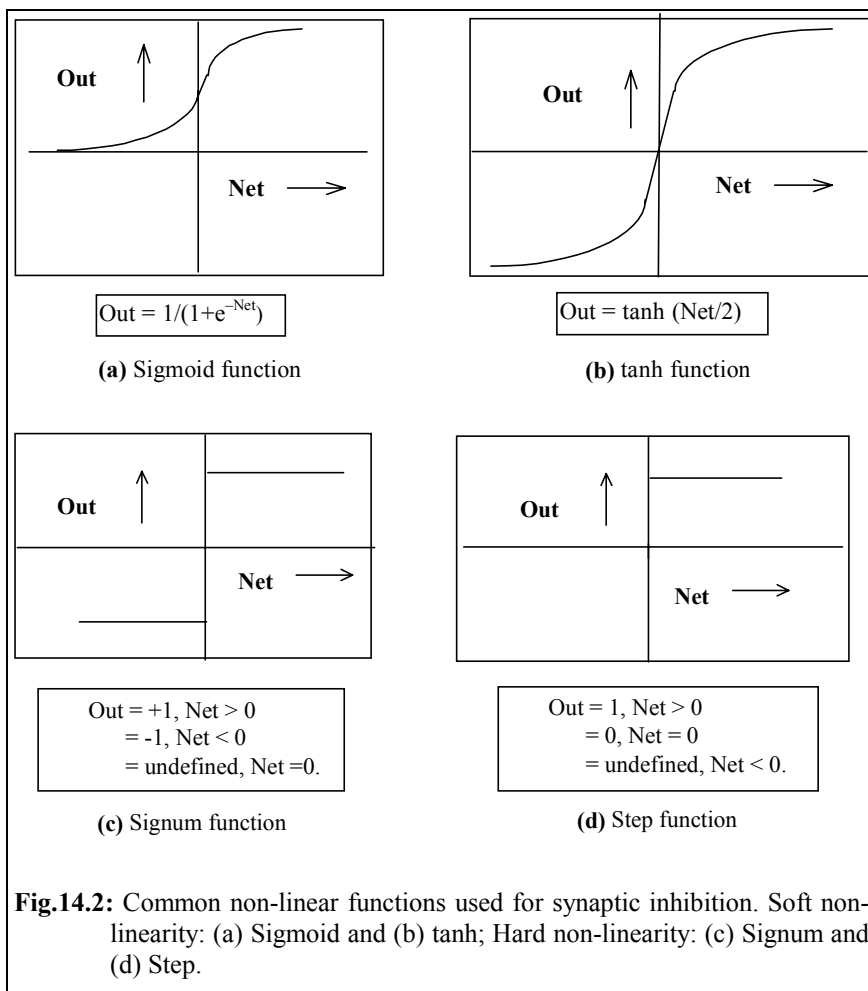 Out
Net
Out = 1/(1+e^–Net)
(a) Sigmoid function
Out
Net
Out = tanh (Net/2)
(b) tanh function
Out
Net
Out = +1, Net > 0
= -1, Net < 0
= undefined, Net =0.
(c) Signum function
Out
Net
Out = 1, Net > 0
= 0, Net = 0
= undefined, Net < 0.
(d) Step function
Fig.14.2: Common non-linear functions used for synaptic inhibition. Soft non-
linearity: (a) Sigmoid and (b) tanh; Hard non-linearity: (c) Signum and
(d) Step.